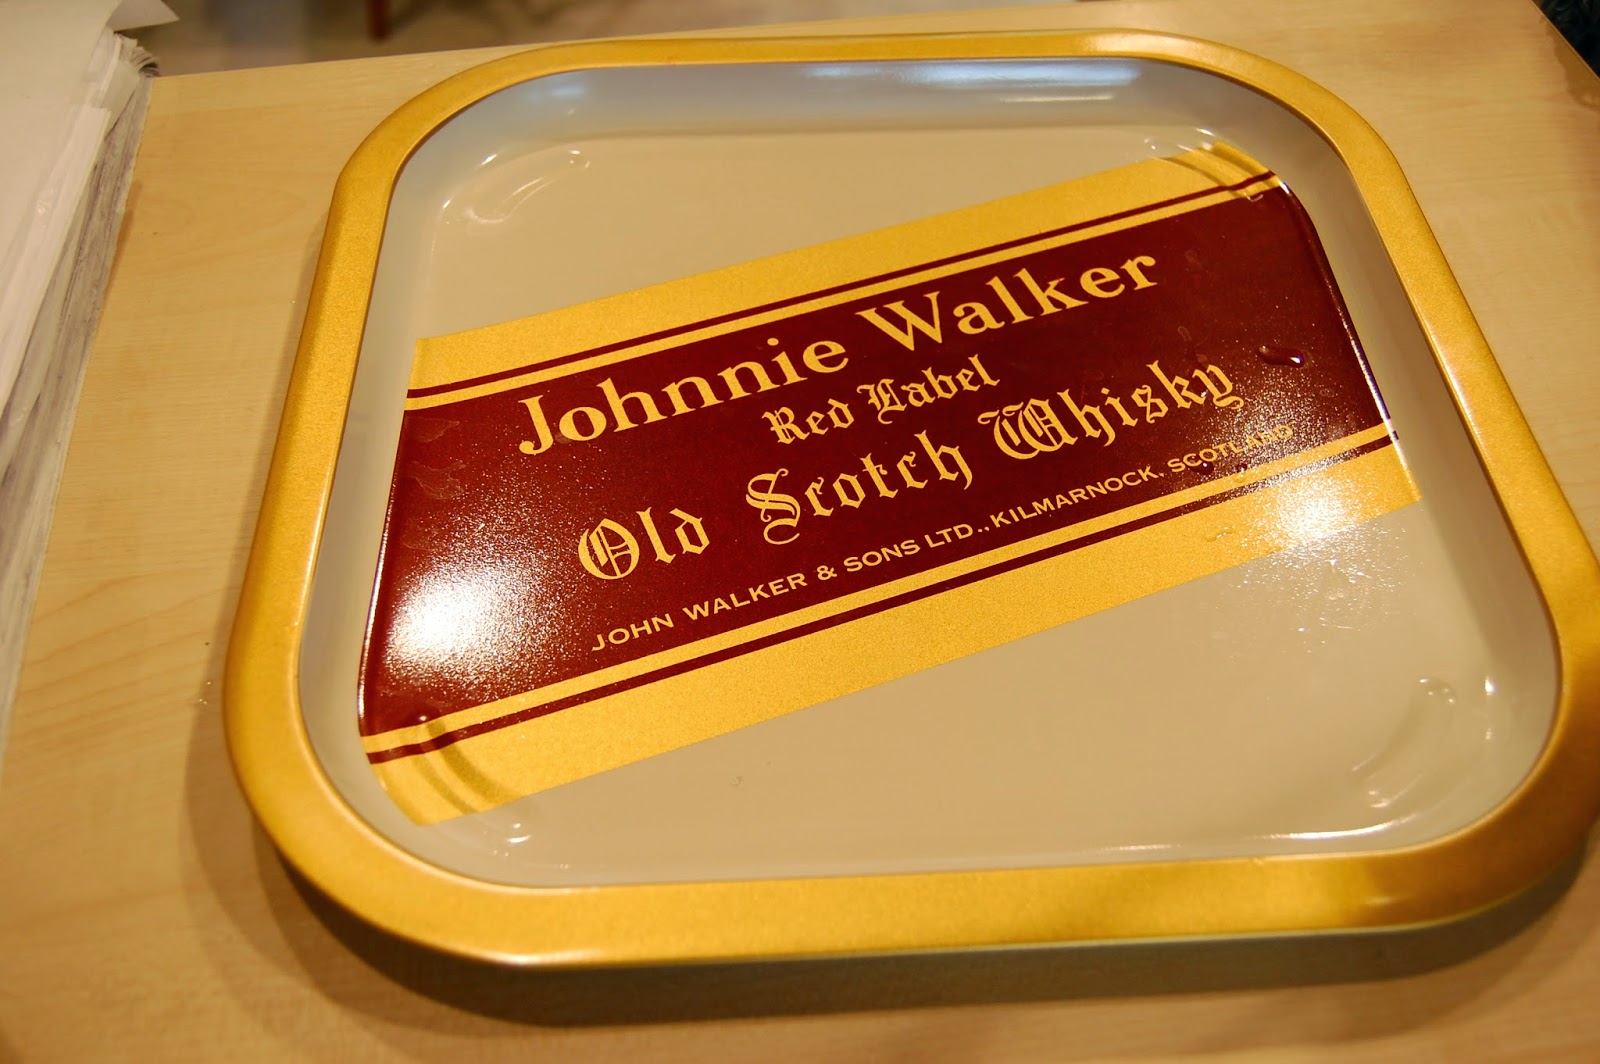 Johnnie Walker
Red Label
Old Scotch Whisky
JOHN WALKER & SONS LTD.,.KILMARNOCK. SCOTLAND